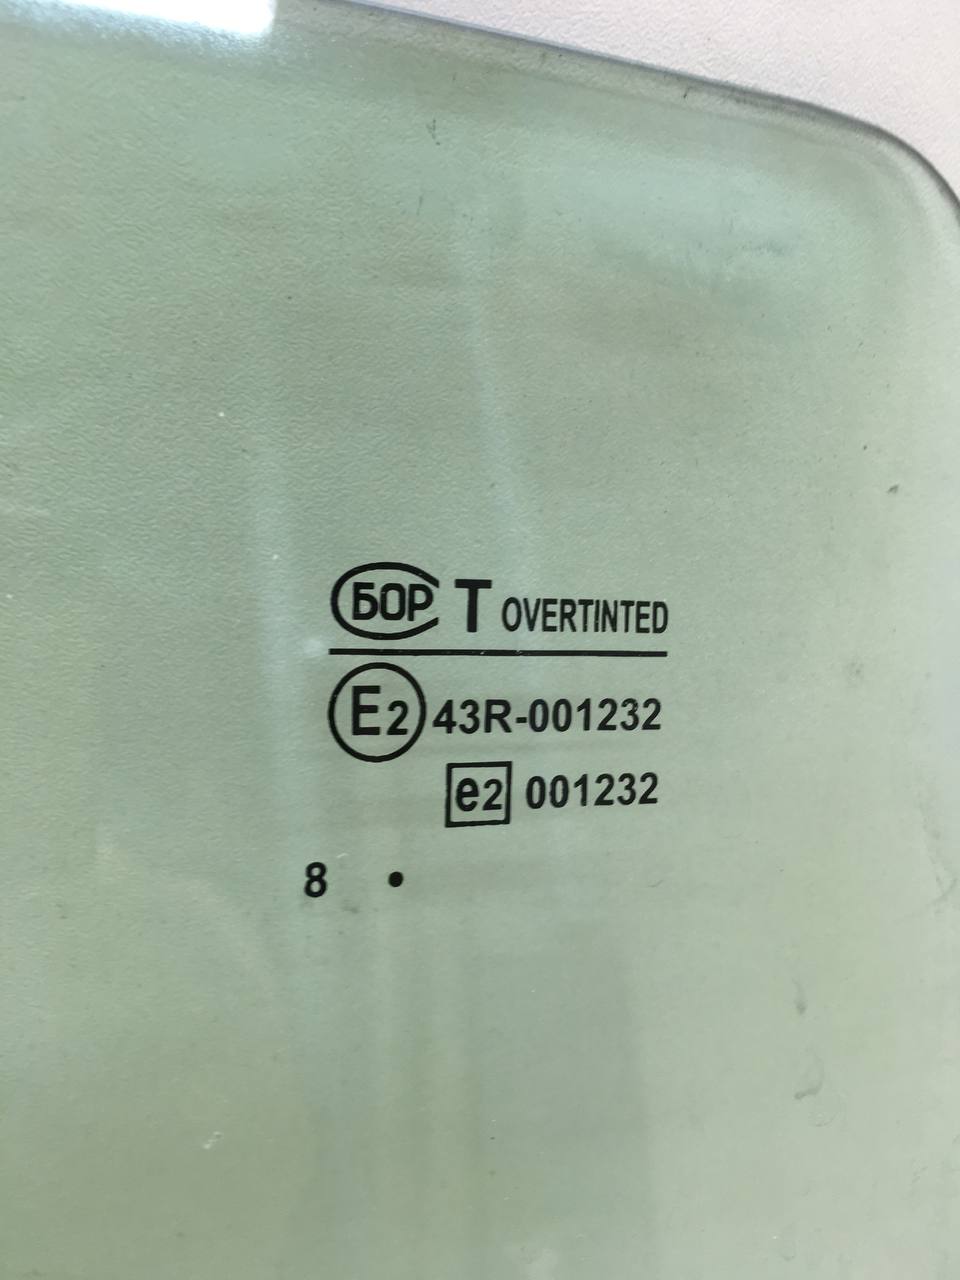 БОР T OVERTINTED
E2 43R-001232
e2 001232
8 •